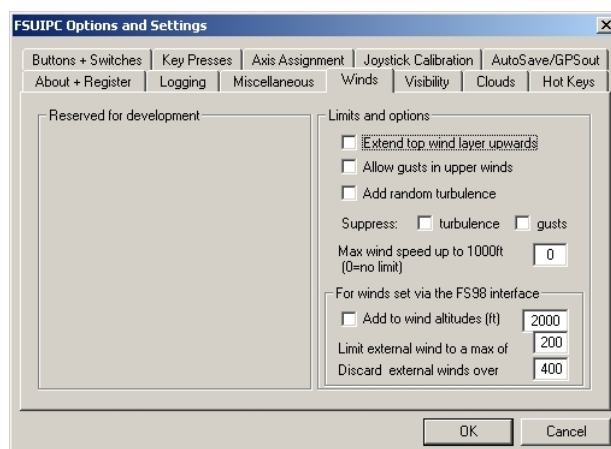 FSUIPC Options and Settings
Buttons + Switches Key Presses Axis Assignment Joystick Calibration AutoSave/GPSout
About + Register Logging Miscellaneous Winds Visibility Clouds Hot Keys
Reserved for development
Limits and options
Extend top wind layer upwards
Allow gusts in upper winds
Add random turbulence
Suppress: turbulence gusts
Max wind speed up to 1000ft 0
(0=no limit)
For winds set via the FS98 interface
Add to wind altitudes (ft) 2000
Limit external wind to a max of 200
Discard external winds over 400
OK Cancel